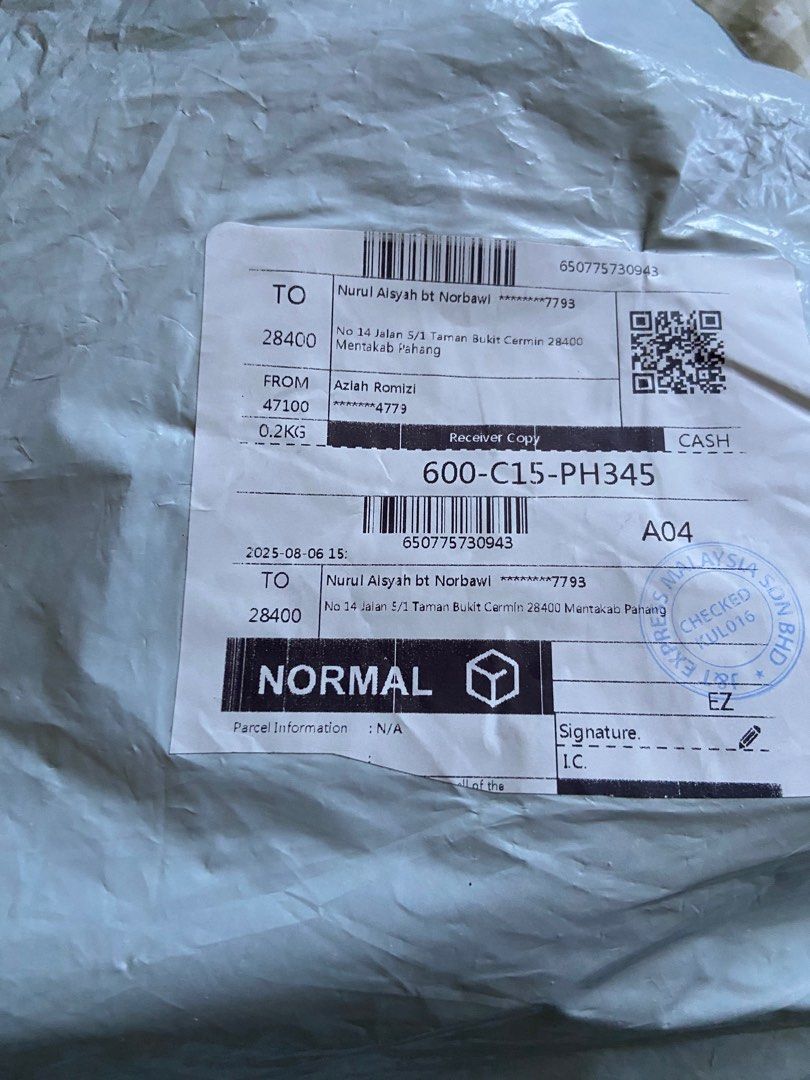 650775730943
TO
Nurul Aisyah bt Norbawi ********7793
28400
No 14 Jalan 5/1 Taman Bukit Cermin 28400
Mentakab Pahang
FROM
Aziah Romizi
47100
*******4779
0.2KG
Receiver Copy
CASH
600-C15-PH345
650775730943
A04
2025-08-06 15:
TO
Nurul Aisyah bt Norbawi ********7793
28400
No 14 Jalan 5/1 Taman Bukit Cermin 28400 Mentakab Pahang
J&T EXPRESS MALAYSIA SDN BHD
CHECKED
KUL016
NORMAL
EZ
Parcel Information : N/A
:
Signature.
I.C.
of the